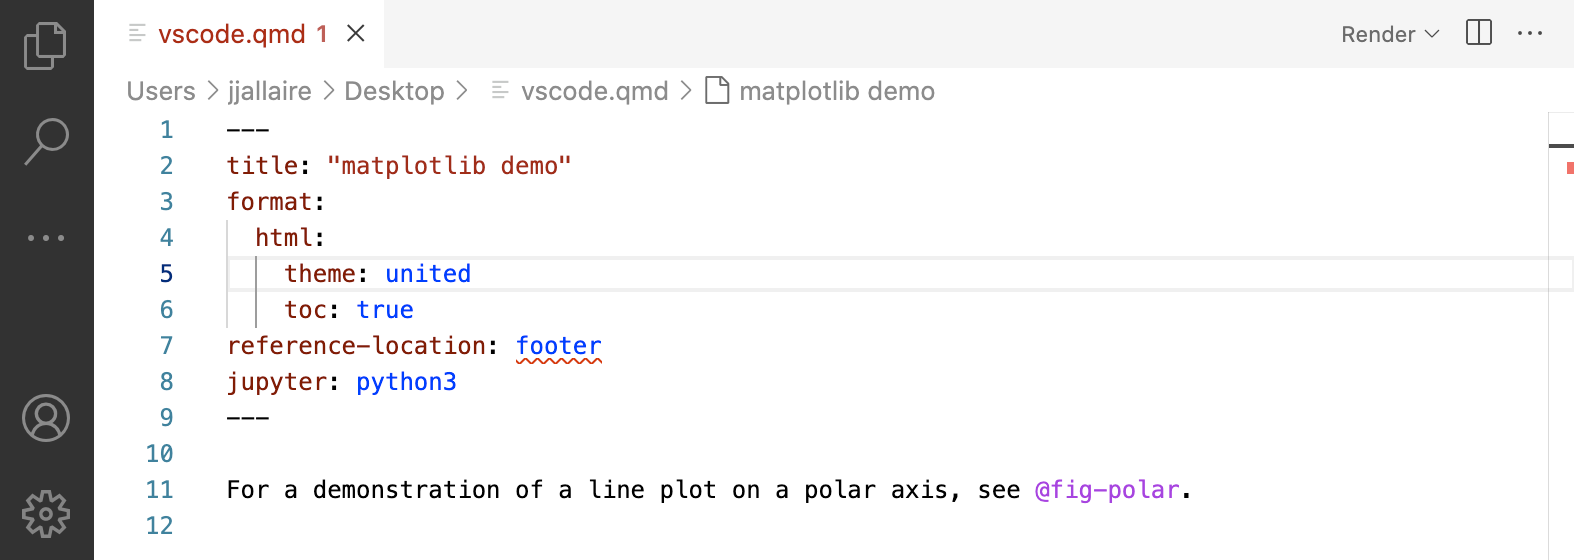 vscode.qmd 1
Render
Users > jjallaire > Desktop > vscode.qmd > matplotlib demo
1 ---
2 title: "matplotlib demo"
3 format:
4   html:
5     theme: united
6     toc: true
7 reference-location: footer
8 jupyter: python3
9 ---
10
11 For a demonstration of a line plot on a polar axis, see @fig-polar.
12